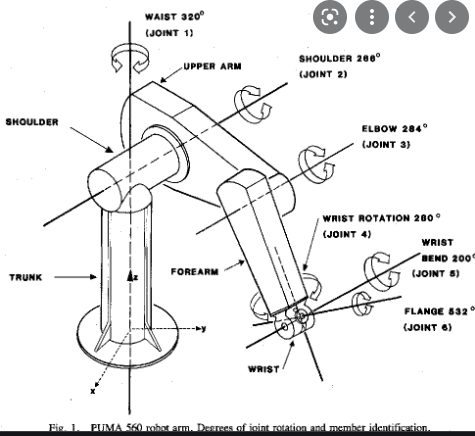 WAIST 320°
(JOINT 1)
UPPER ARM
SHOULDER 266°
(JOINT 2)
SHOULDER
ELBOW 284°
(JOINT 3)
WRIST ROTATION 280°
(JOINT 4)
WRIST
BEND 200°
(JOINT 5)
TRUNK
z
FOREARM
FLANGE 532°
(JOINT 6)
y
WRIST
x
Fig. 1. PUMA 560 robot arm. Degrees of joint rotation and member identification.